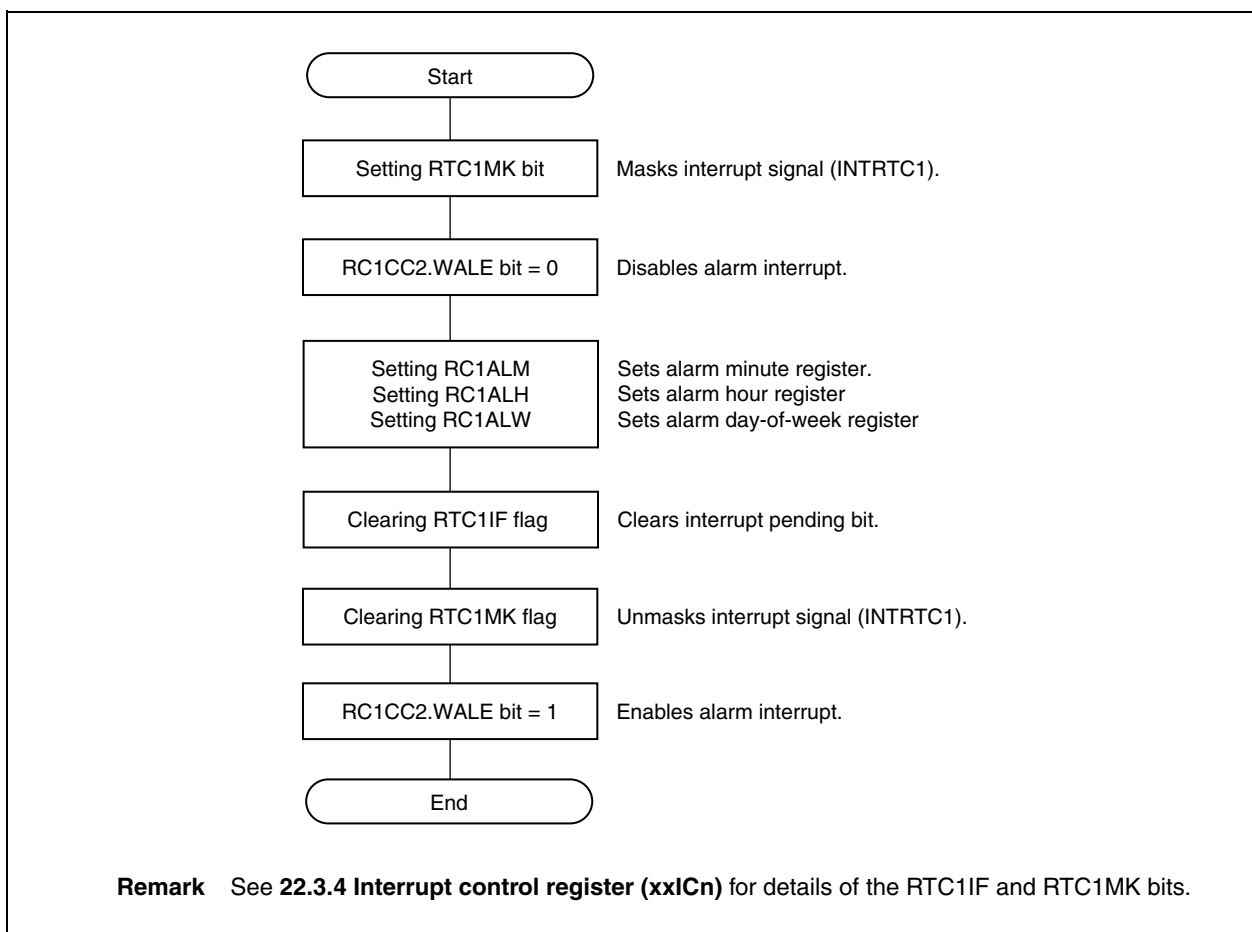 Start
Setting RTC1MK bit Masks interrupt signal (INTRTC1).
RC1CC2.WALE bit = 0 Disables alarm interrupt.
Setting RC1ALM Sets alarm minute register.
Setting RC1ALH Sets alarm hour register
Setting RC1ALW Sets alarm day-of-week register
Clearing RTC1IF flag Clears interrupt pending bit.
Clearing RTC1MK flag Unmasks interrupt signal (INTRTC1).
RC1CC2.WALE bit = 1 Enables alarm interrupt.
End
Remark See 22.3.4 Interrupt control register (xxICn) for details of the RTC1IF and RTC1MK bits.